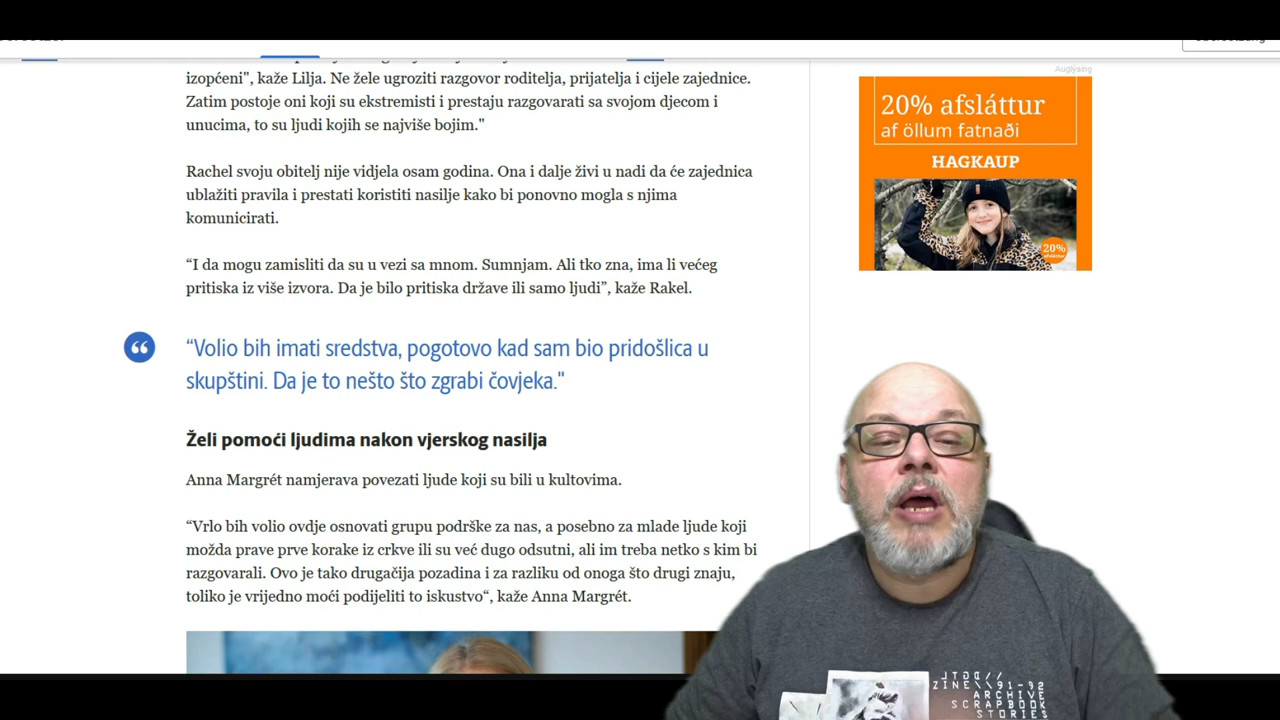 izopćeni", kaže Lilja. Ne žele ugroziti razgovor roditelja, prijatelja i cijele zajednice.
Zatim postoje oni koji su ekstremisti i prestaju razgovarati sa svojom djecom i
unucima, to su ljudi kojih se najviše bojim."
Rachel svoju obitelj nije vidjela osam godina. Ona i dalje živi u nadi da će zajednica
ublažiti pravila i prestati koristiti nasilje kako bi ponovno mogla s njima
komunicirati.
“I da mogu zamisliti da su u vezi sa mnom. Sumnjam. Ali tko zna, ima li većeg
pritiska iz više izvora. Da je bilo pritiska države ili samo ljudi”, kaže Rakel.
“Volio bih imati sredstva, pogotovo kad sam bio pridošlica u
skupštini. Da je to nešto što zgrabi čovjeka."
Želi pomoći ljudima nakon vjerskog nasilja
Anna Margrét namjerava povezati ljude koji su bili u kultovima.
“Vrlo bih volio ovdje osnovati grupu podrške za nas, a posebno za mlade ljude koji
možda prave prve korake iz crkve ili su već dugo odsutni, ali im treba netko s kim bi
razgovarali. Ovo je tako drugačija pozadina i za razliku od onoga što drugi znaju,
toliko je vrijedno moći podijeliti to iskustvo“, kaže Anna Margrét.
Auglýsing
20% afsláttur
af öllum fatnaði
HAGKAUP
20%
afsláttur
ZINE\\91-92
ARCHIVE
SCRAPBOOK
STORIES